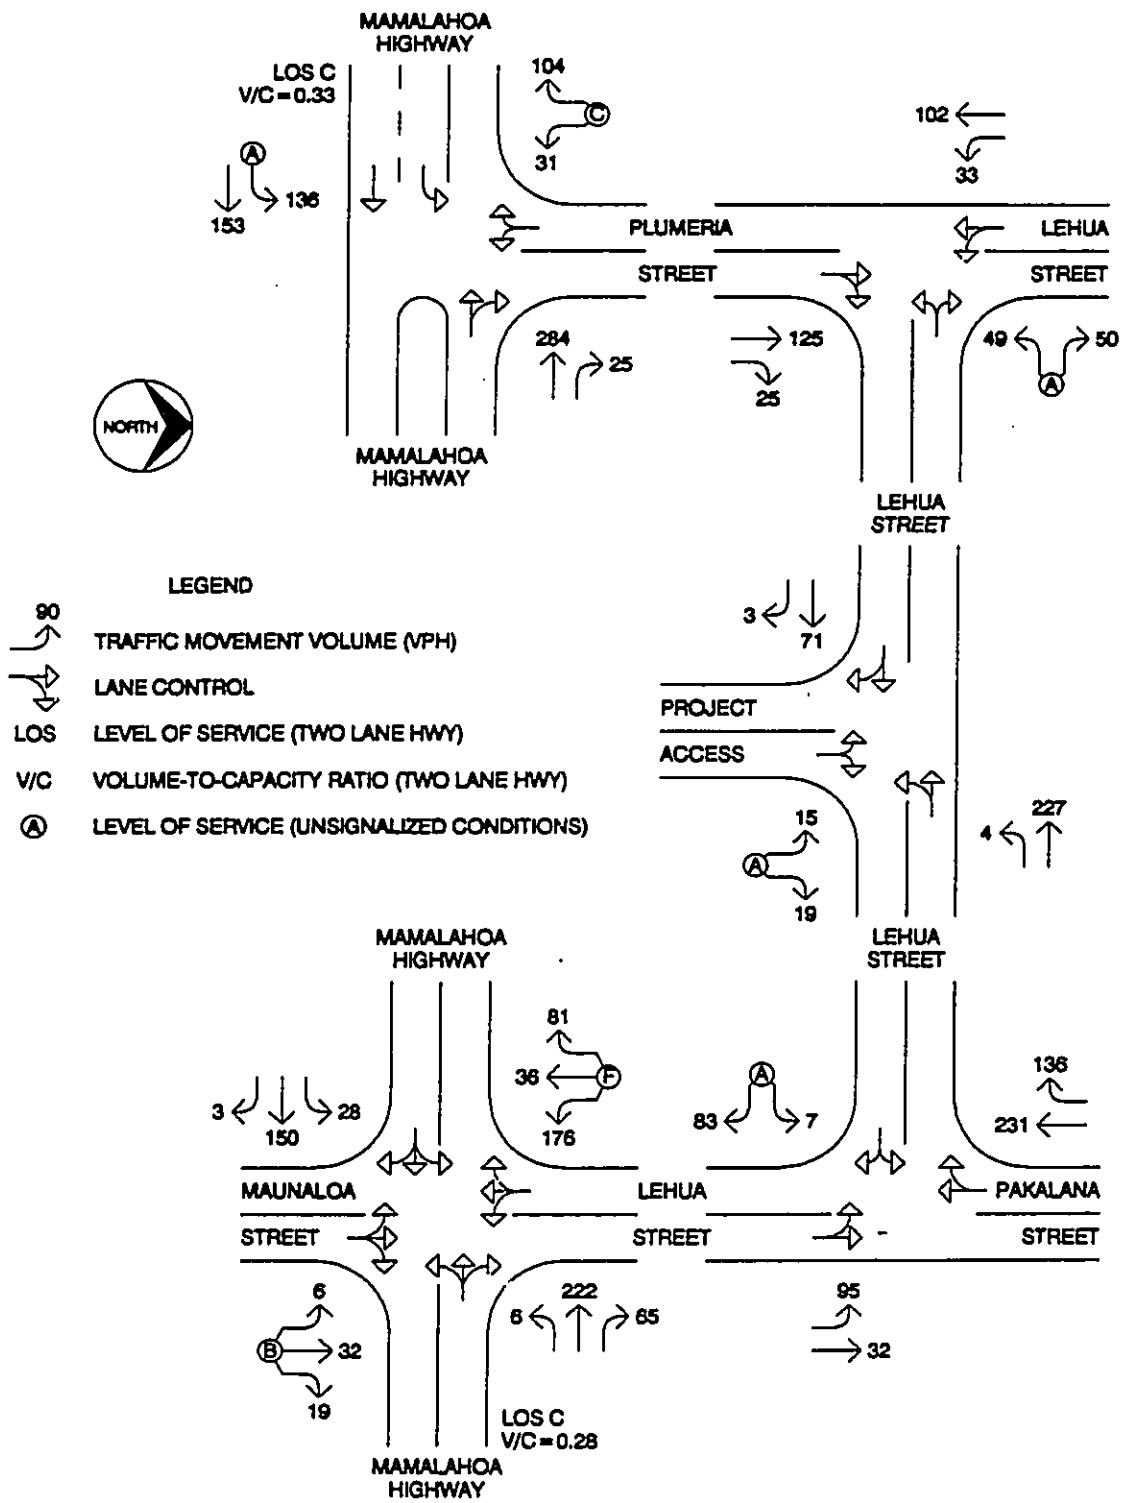 MAMALAHOA
HIGHWAY
LOS C
V/C = 0.33
104
C
31
102
33
A
136
153
PLUMERIA
STREET
LEHUA
STREET
284
25
125
25
49
50
A
NORTH
MAMALAHOA
HIGHWAY
LEHUA
STREET
LEGEND
90
TRAFFIC MOVEMENT VOLUME (VPH)
LANE CONTROL
LOS LEVEL OF SERVICE (TWO LANE HWY)
V/C VOLUME-TO-CAPACITY RATIO (TWO LANE HWY)
A LEVEL OF SERVICE (UNSIGNALIZED CONDITIONS)
3
71
PROJECT
ACCESS
15
A
19
4
227
MAMALAHOA
HIGHWAY
LEHUA
STREET
81
36
F
176
3
150
28
A
83
7
136
231
MAUNALOA
STREET
LEHUA
STREET
PAKALANA
STREET
6
B
32
19
6
222
65
95
32
LOS C
V/C = 0.28
MAMALAHOA
HIGHWAY